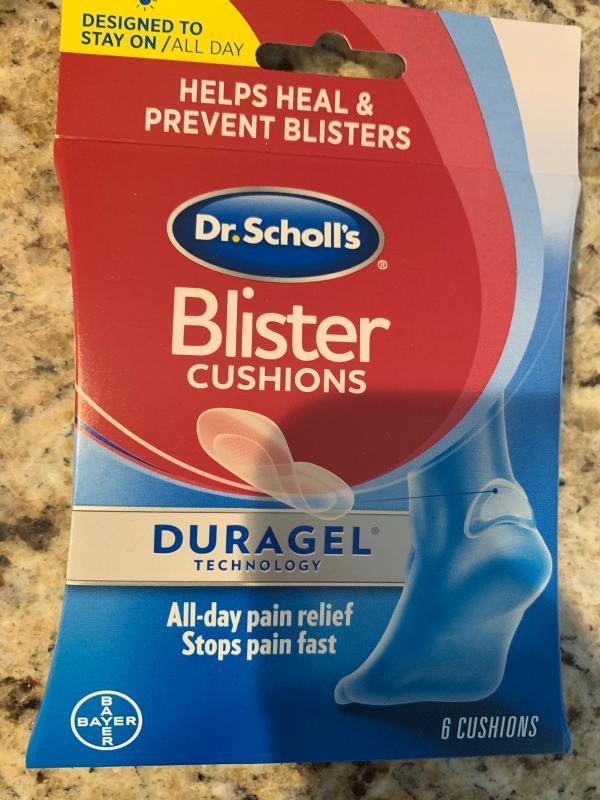 DESIGNED TO
STAY ON / ALL DAY
HELPS HEAL &
PREVENT BLISTERS
Dr.Scholl's®
Blister
CUSHIONS
DURAGEL®
TECHNOLOGY
All-day pain relief
Stops pain fast
BAYER
BAYER
6 CUSHIONS